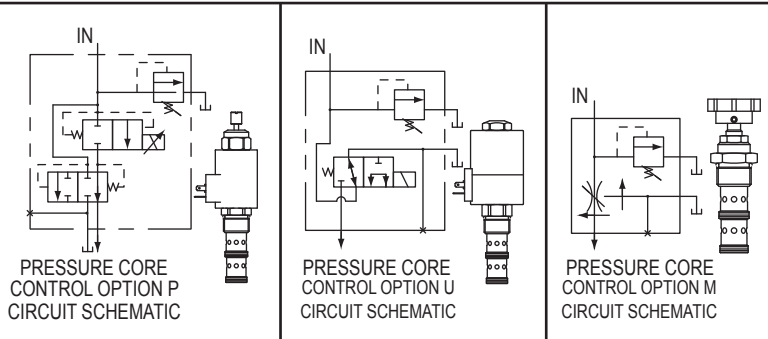 IN
PRESSURE CORE
CONTROL OPTION P
CIRCUIT SCHEMATIC
IN
PRESSURE CORE
CONTROL OPTION U
CIRCUIT SCHEMATIC
IN
PRESSURE CORE
CONTROL OPTION M
CIRCUIT SCHEMATIC